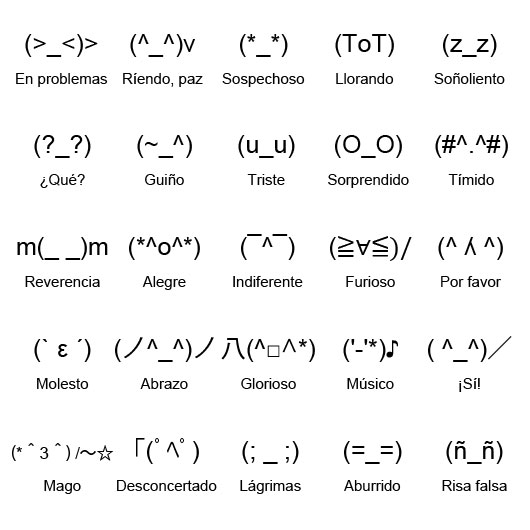 (>_<)> (^_^)v (*_*) (ToT) (z_z)
En problemas Ríendo, paz Sospechoso Llorando Soñoliento
(?_?) (~_^) (u_u) (O_O) (#^.^#)
¿Qué? Guiño Triste Sorprendido Tímido
m(_ _)m (*^o^*) (¯^¯) (≧∀≦)/ (^ 人 ^)
Reverencia Alegre Indiferente Furioso Por favor
(` ε ´) (ノ^_^)ノ 八(^□^*) ('-'*)♪ ( ^_^)／
Molesto Abrazo Glorioso Músico ¡Sí!
(* ＾3＾) /～☆ 「(ﾟヘﾟ) (; _ ;) (=_=) (ñ_ñ)
Mago Desconcertado Lágrimas Aburrido Risa falsa